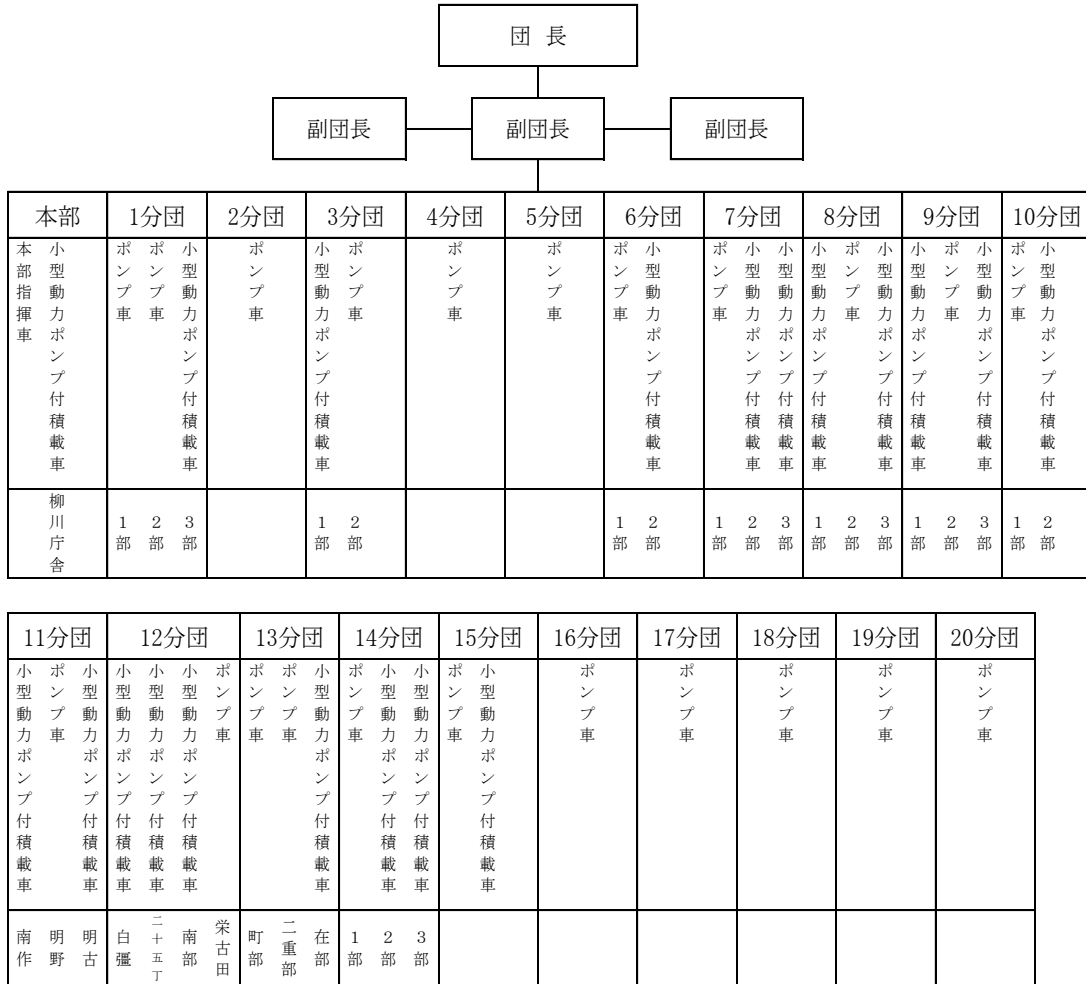 団 長
副団長 副団長 副団長
本部 1分団 2分団 3分団 4分団 5分団 6分団 7分団 8分団 9分団 10分団
本部指揮車
小型動力ポンプ付積載車
ポンプ車
ポンプ車
小型動力ポンプ付積載車
ポンプ車
小型動力ポンプ付積載車
ポンプ車
ポンプ車
ポンプ車
ポンプ車
小型動力ポンプ付積載車
ポンプ車
小型動力ポンプ付積載車
小型動力ポンプ付積載車
小型動力ポンプ付積載車
ポンプ車
小型動力ポンプ付積載車
小型動力ポンプ付積載車
ポンプ車
小型動力ポンプ付積載車
ポンプ車
小型動力ポンプ付積載車
柳川庁舎
1部
2部
3部
1部
2部
1部
2部
1部
2部
3部
1部
2部
3部
1部
2部
3部
1部
2部
11分団 12分団 13分団 14分団 15分団 16分団 17分団 18分団 19分団 20分団
小型動力ポンプ付積載車
ポンプ車
小型動力ポンプ付積載車
小型動力ポンプ付積載車
小型動力ポンプ付積載車
小型動力ポンプ付積載車
ポンプ車
ポンプ車
ポンプ車
小型動力ポンプ付積載車
ポンプ車
小型動力ポンプ付積載車
小型動力ポンプ付積載車
ポンプ車
小型動力ポンプ付積載車
ポンプ車
ポンプ車
ポンプ車
ポンプ車
ポンプ車
南作
明野
明古
白彊
二十五丁
南部
栄古田
町部
二重部
在部
1部
2部
3部